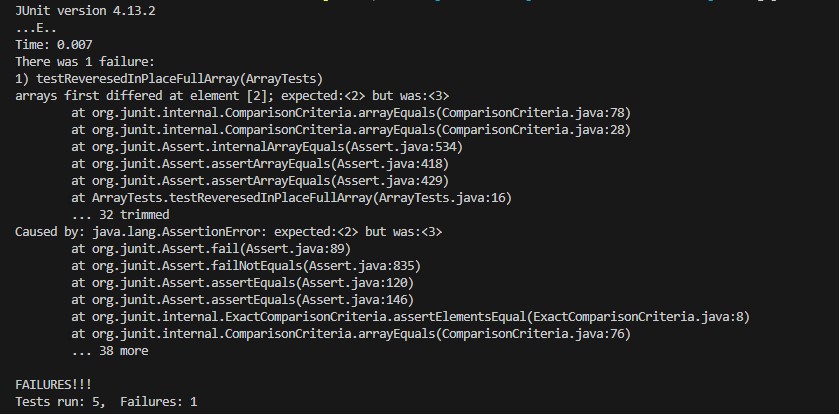 JUnit version 4.13.2
...E..
Time: 0.007
There was 1 failure:
1) testReveresedInPlaceFullArray(ArrayTests)
arrays first differed at element [2]; expected:<2> but was:<3>
        at org.junit.internal.ComparisonCriteria.arrayEquals(ComparisonCriteria.java:78)
        at org.junit.internal.ComparisonCriteria.arrayEquals(ComparisonCriteria.java:28)
        at org.junit.Assert.internalArrayEquals(Assert.java:534)
        at org.junit.Assert.assertArrayEquals(Assert.java:418)
        at org.junit.Assert.assertArrayEquals(Assert.java:429)
        at ArrayTests.testReveresedInPlaceFullArray(ArrayTests.java:16)
        ... 32 trimmed
Caused by: java.lang.AssertionError: expected:<2> but was:<3>
        at org.junit.Assert.fail(Assert.java:89)
        at org.junit.Assert.failNotEquals(Assert.java:835)
        at org.junit.Assert.assertEquals(Assert.java:120)
        at org.junit.Assert.assertEquals(Assert.java:146)
        at org.junit.internal.ExactComparisonCriteria.assertElementsEqual(ExactComparisonCriteria.java:8)
        at org.junit.internal.ComparisonCriteria.arrayEquals(ComparisonCriteria.java:76)
        ... 38 more

FAILURES!!!
Tests run: 5,  Failures: 1